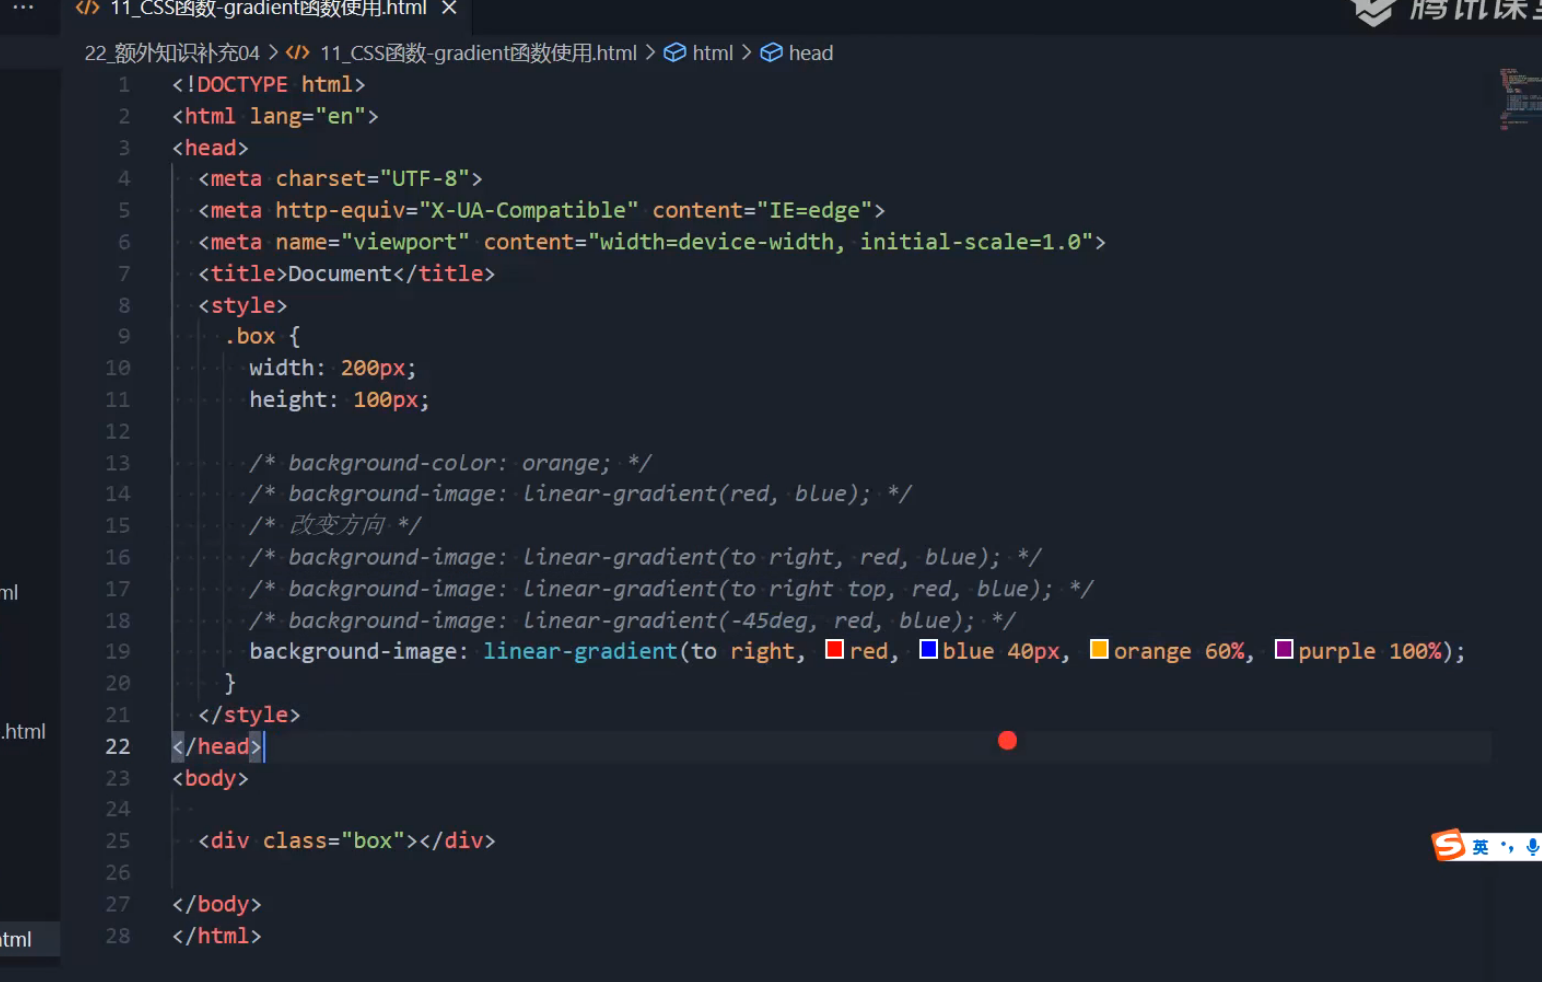 11_CSS函数-gradient函数使用.html
腾讯课
22_额外知识补充04 > 11_CSS函数-gradient函数使用.html > html > head
1 <!DOCTYPE html>
2 <html lang="en">
3 <head>
4 <meta charset="UTF-8">
5 <meta http-equiv="X-UA-Compatible" content="IE=edge">
6 <meta name="viewport" content="width=device-width, initial-scale=1.0">
7 <title>Document</title>
8 <style>
9 .box {
10 width: 200px;
11 height: 100px;
12
13 /* background-color: orange; */
14 /* background-image: linear-gradient(red, blue); */
15 /* 改变方向 */
16 /* background-image: linear-gradient(to right, red, blue); */
17 /* background-image: linear-gradient(to right top, red, blue); */
18 /* background-image: linear-gradient(-45deg, red, blue); */
19 background-image: linear-gradient(to right, red, blue 40px, orange 60%, purple 100%);
20 }
21 </style>
22 </head>
23 <body>
24
25 <div class="box"></div>
26
27 </body>
28 </html>
ml
.html
html
S 英